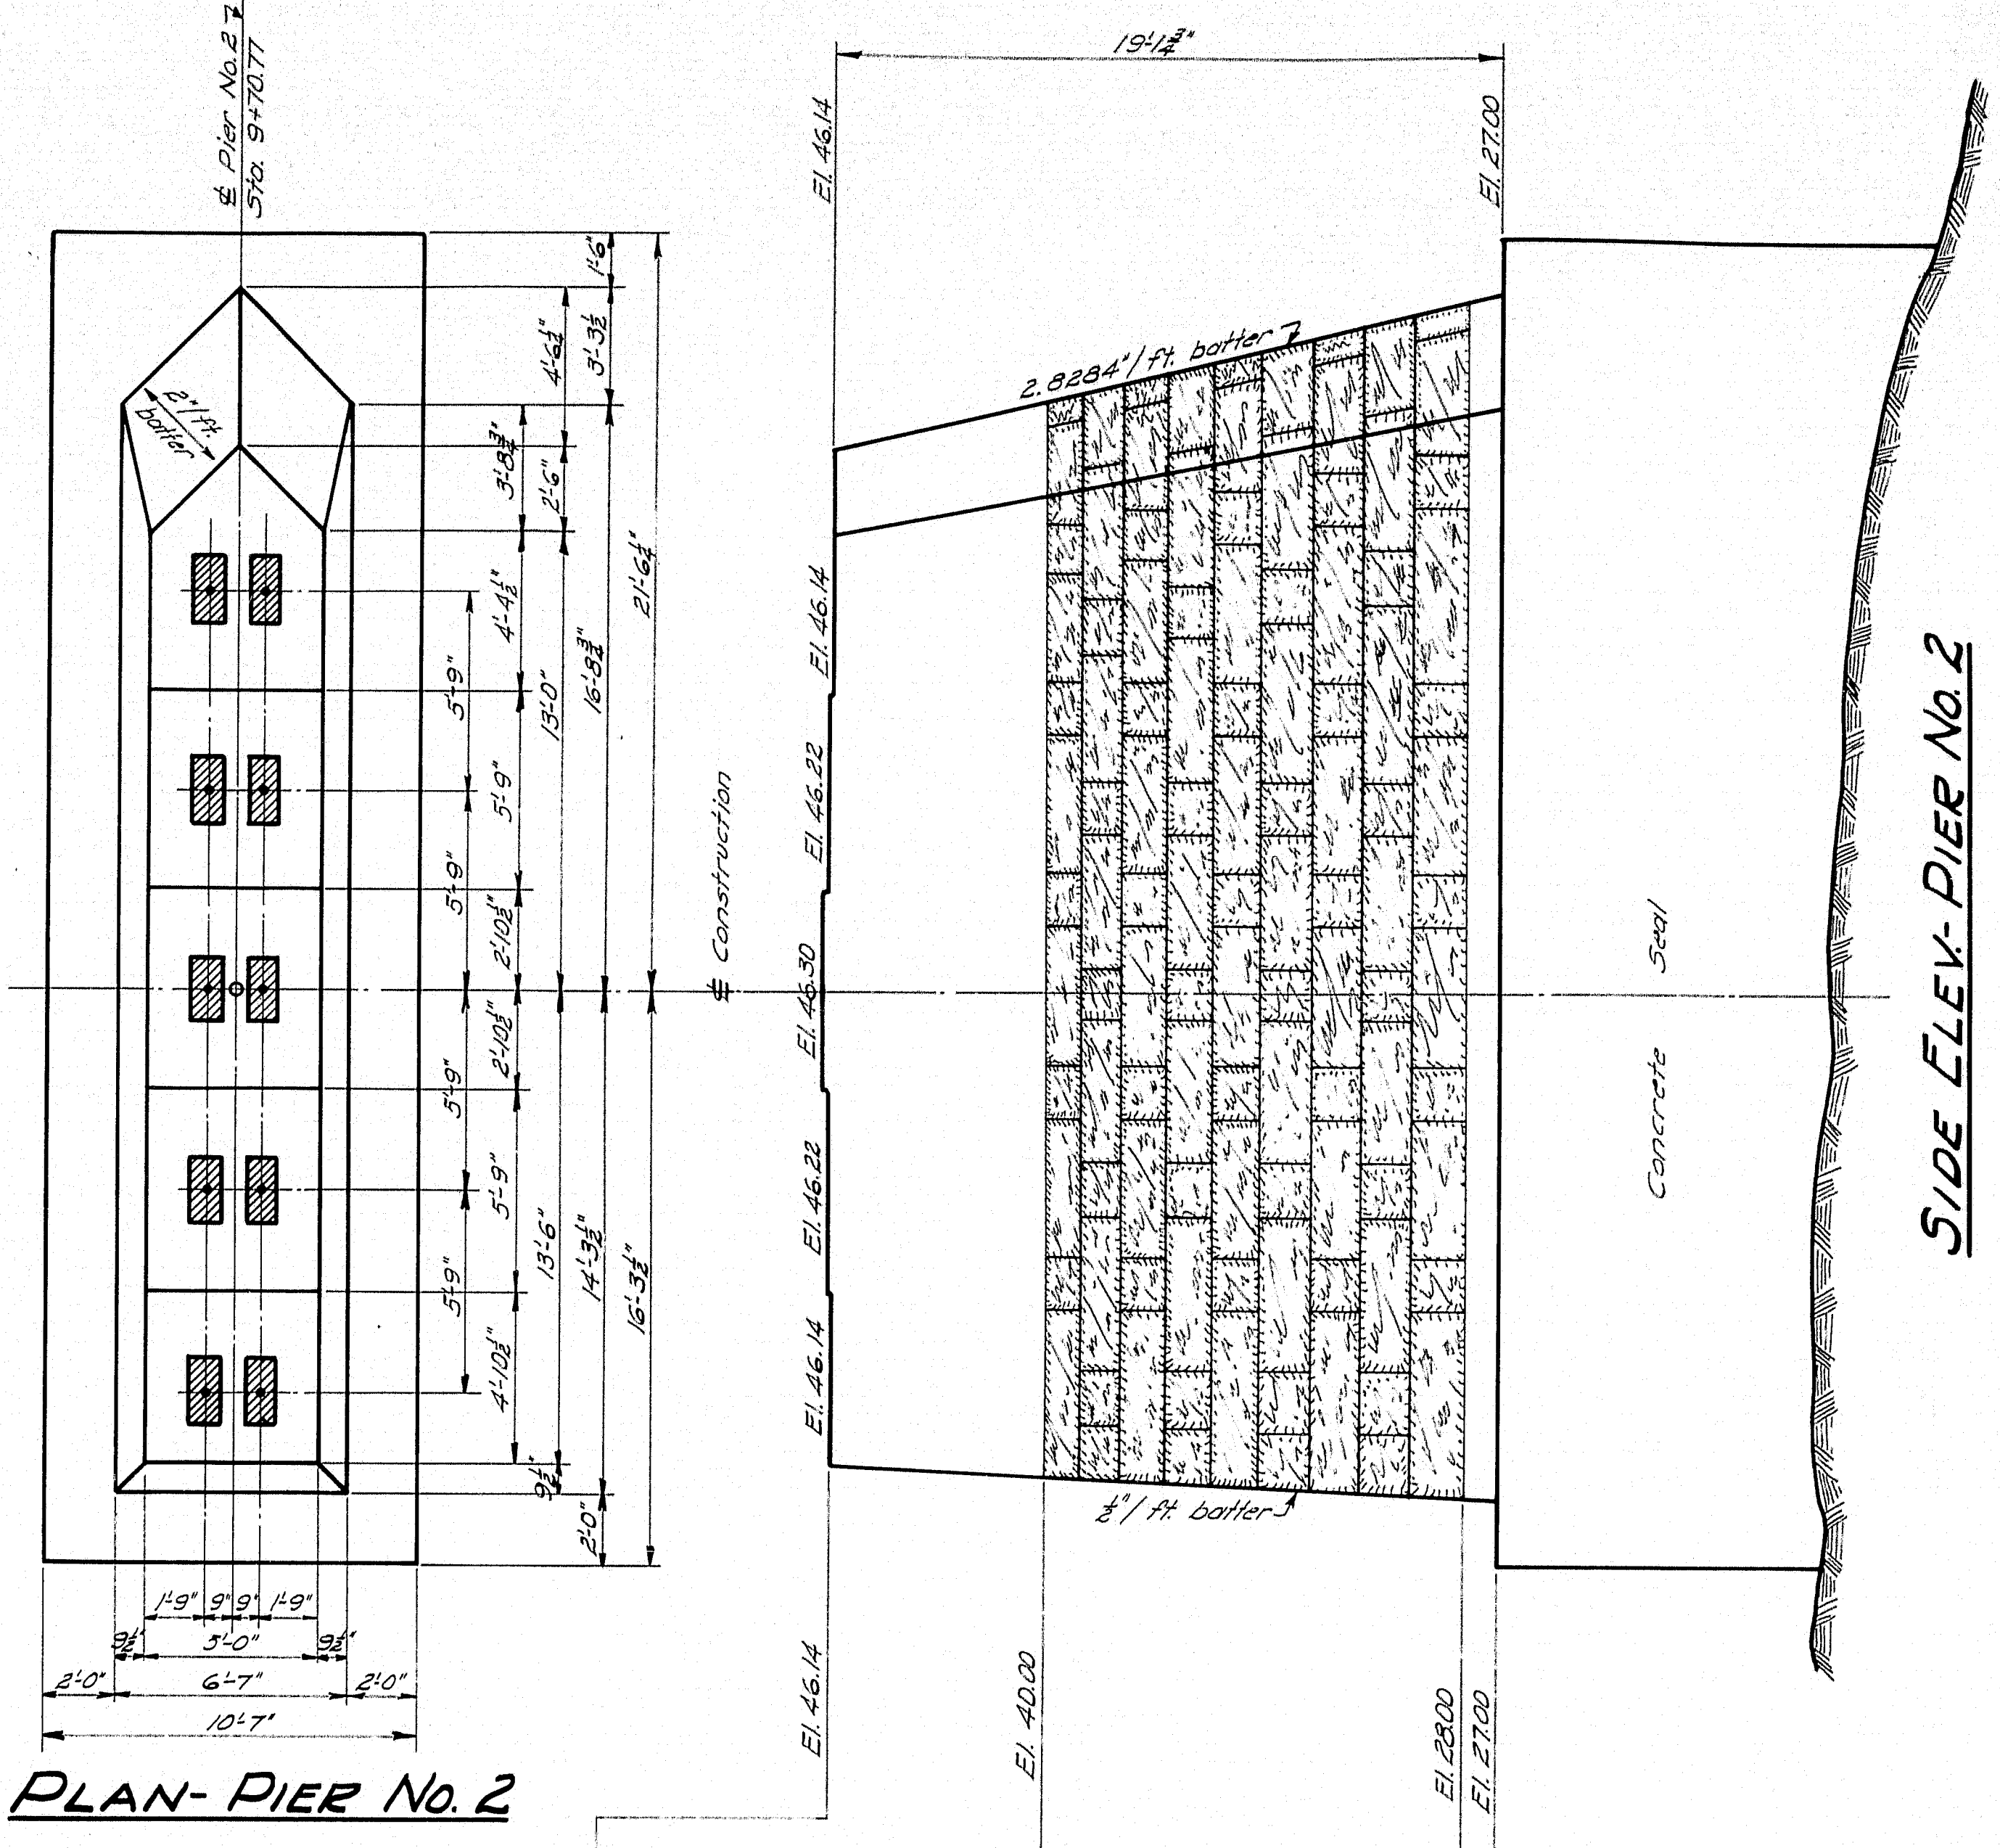 ℄ Pier No. 2
Sta. 9+70.77
2"/ft.
batter
1'-6"
3'-3½"
4'-6¼"
3'-8¾"
2'-6"
4'-4½"
5'-9"
13'-0"
16'-8¾"
21'-6¼"
5'-9"
5'-9"
2'-10½"
2'-10½"
5'-9"
5'-9"
13'-6"
14'-3½"
16'-3½"
5'-9"
4'-10½"
9½"
2'-0"
1'-9"
9"
9"
1'-9"
9½"
5'-0"
9½"
2'-0"
6'-7"
2'-0"
10'-7"
PLAN- PIER NO. 2
℄ Construction
19'-1¾"
El. 46.14
El. 27.00
2.8284"/ft. batter
El. 46.14
El. 46.22
El. 46.30
El. 46.22
El. 46.14
½"/ft. batter
El. 46.14
El. 40.00
El. 28.00
El. 27.00
Concrete Seal
SIDE ELEV.- PIER NO. 2